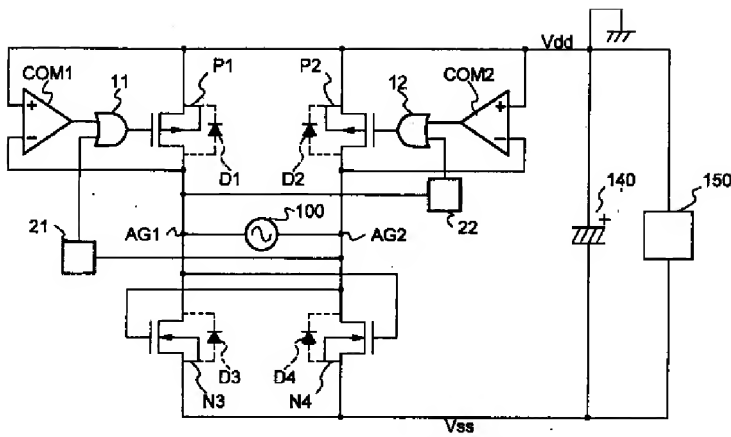 Vdd
COM1
11
P1
P2
12
COM2
+
-
+
-
D1
D2
140
+
150
21
AG1
100
AG2
22
D3
D4
N3
N4
Vss